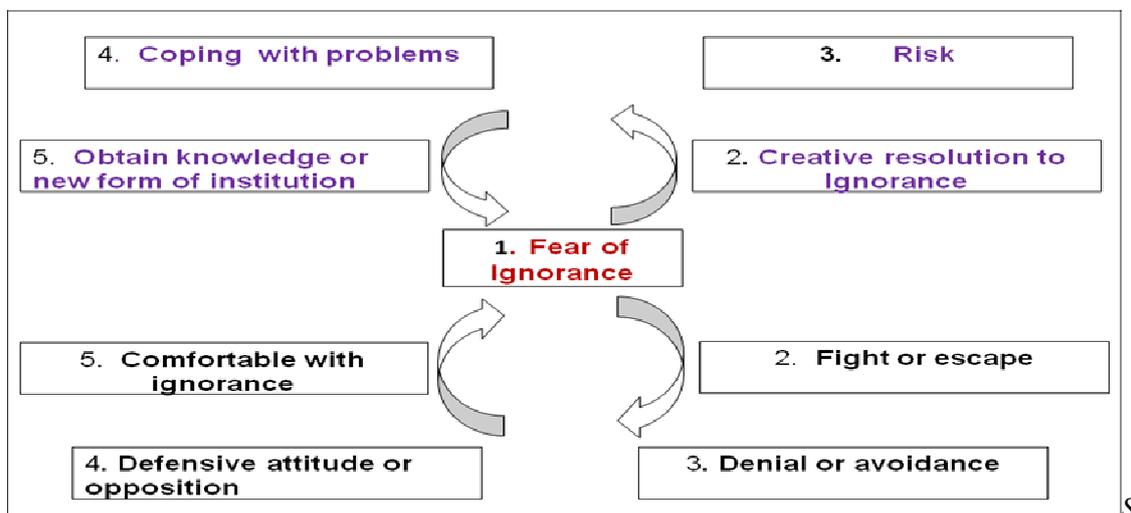 4. Coping with problems
3. Risk
5. Obtain knowledge or
new form of institution
2. Creative resolution to
Ignorance
1. Fear of
Ignorance
5. Comfortable with
ignorance
2. Fight or escape
4. Defensive attitude or
opposition
3. Denial or avoidance